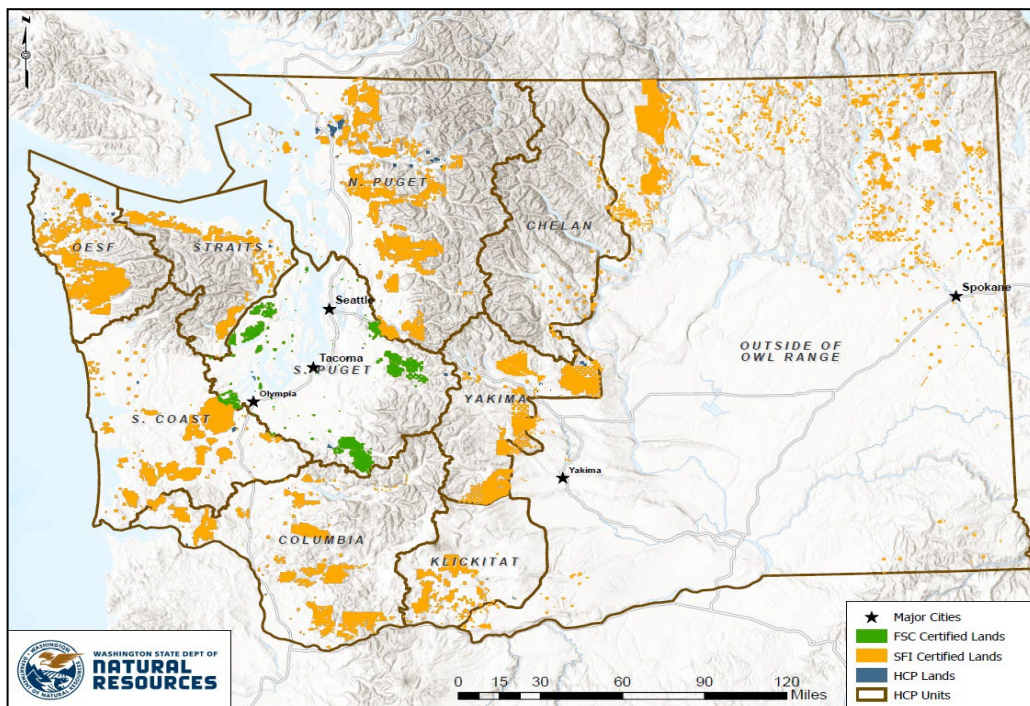 N
N. PUGET
OESF
STRAITS
CHELAN
Seattle
Spokane
OUTSIDE OF
OWL RANGE
Tacoma
S. PUGET
Olympia
YAKIMA
S. COAST
Yakima
COLUMBIA
KLICKITAT
Major Cities
FSC Certified Lands
SFI Certified Lands
HCP Lands
HCP Units
WASHINGTON STATE DEPT OF
NATURAL
RESOURCES
0 15 30 60 90 120
Miles